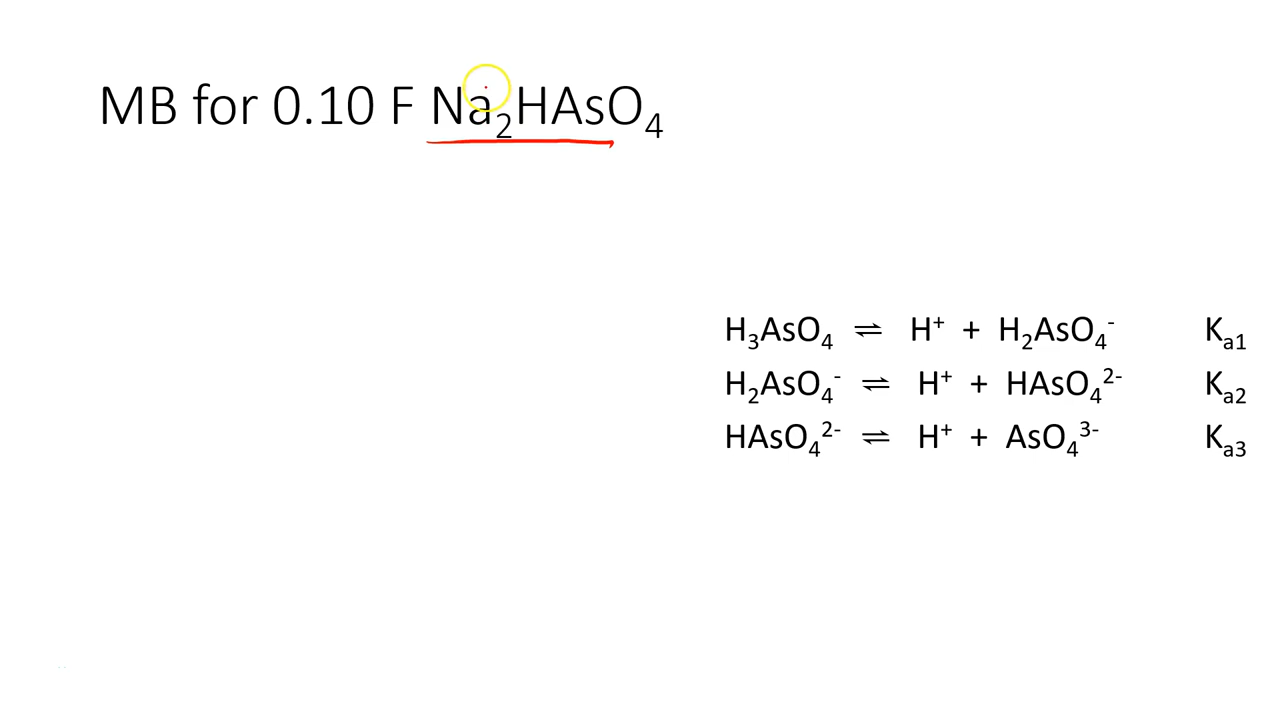 MB for 0.10 F Na₂HAsO₄
H₃AsO₄ ⇌ H⁺ + H₂AsO₄⁻ Kₐ₁
H₂AsO₄⁻ ⇌ H⁺ + HAsO₄²⁻ Kₐ₂
HAsO₄²⁻ ⇌ H⁺ + AsO₄³⁻ Kₐ₃